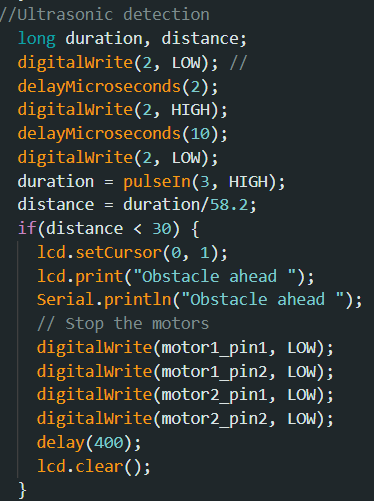 //Ultrasonic detection
long duration, distance;
digitalWrite(2, LOW); //
delayMicroseconds(2);
digitalWrite(2, HIGH);
delayMicroseconds(10);
digitalWrite(2, LOW);
duration = pulseIn(3, HIGH);
distance = duration/58.2;
if(distance < 30) {
lcd.setCursor(0, 1);
lcd.print("Obstacle ahead ");
Serial.println("Obstacle ahead ");
// Stop the motors
digitalWrite(motor1_pin1, LOW);
digitalWrite(motor1_pin2, LOW);
digitalWrite(motor2_pin1, LOW);
digitalWrite(motor2_pin2, LOW);
delay(400);
lcd.clear();
}